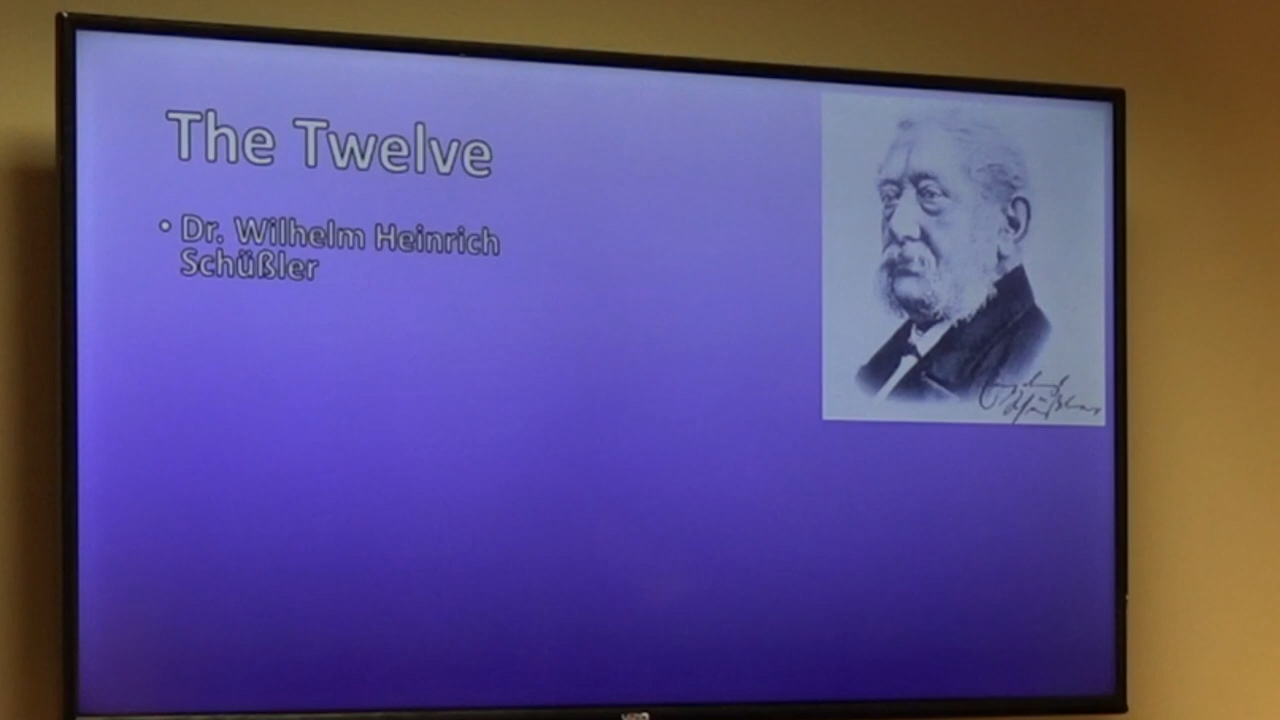 The Twelve
• Dr. Wilhelm Heinrich
Schüßler